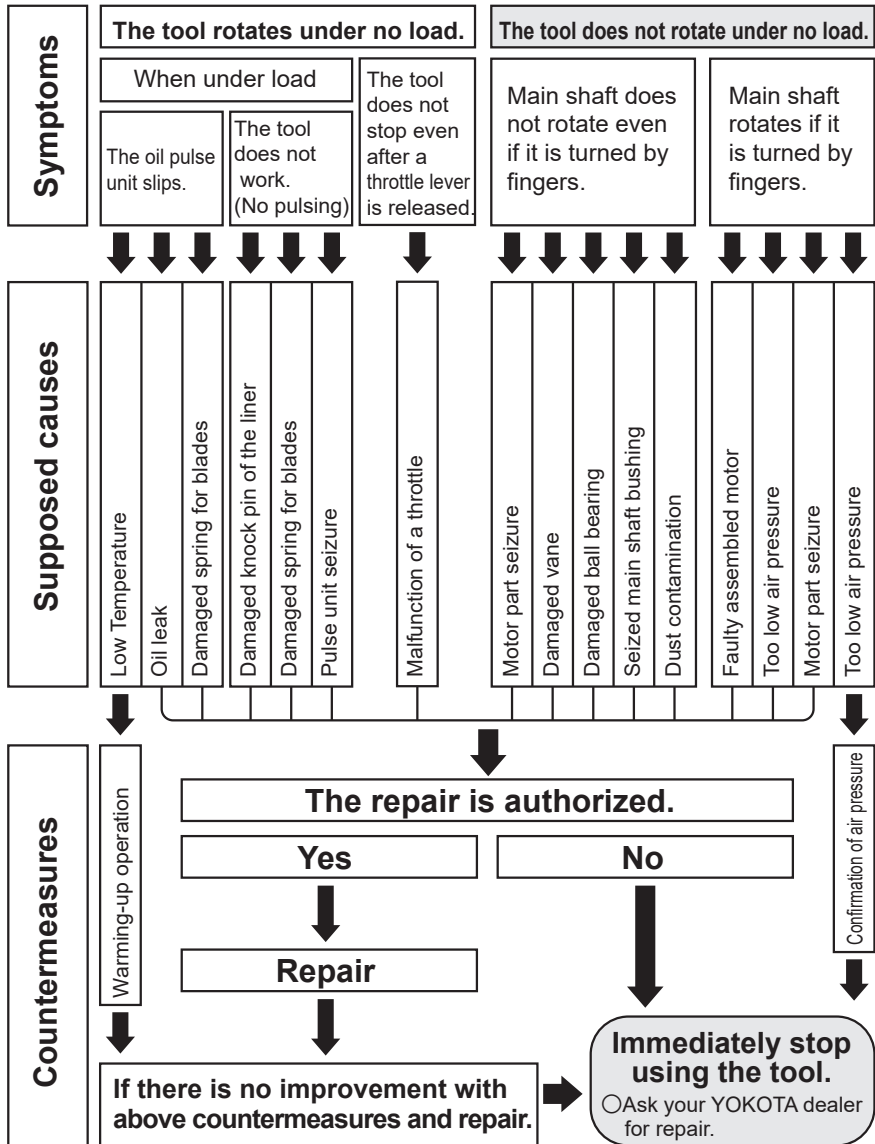 Symptoms
The tool rotates under no load.
The tool does not rotate under no load.
When under load
The oil pulse
unit slips.
The tool
does not
work.
(No pulsing)
The tool
does not
stop even
after a
throttle lever
is released.
Main shaft does
not rotate even
if it is turned by
fingers.
Main shaft
rotates if it
is turned by
fingers.
Supposed causes
Low Temperature
Oil leak
Damaged spring for blades
Damaged knock pin of the liner
Damaged spring for blades
Pulse unit seizure
Malfunction of a throttle
Motor part seizure
Damaged vane
Damaged ball bearing
Seized main shaft bushing
Dust contamination
Faulty assembled motor
Too low air pressure
Motor part seizure
Too low air pressure
Countermeasures
Warming-up operation
The repair is authorized.
Yes
No
Repair
Confirmation of air pressure
If there is no improvement with
above countermeasures and repair.
Immediately stop
using the tool.
○Ask your YOKOTA dealer
for repair.